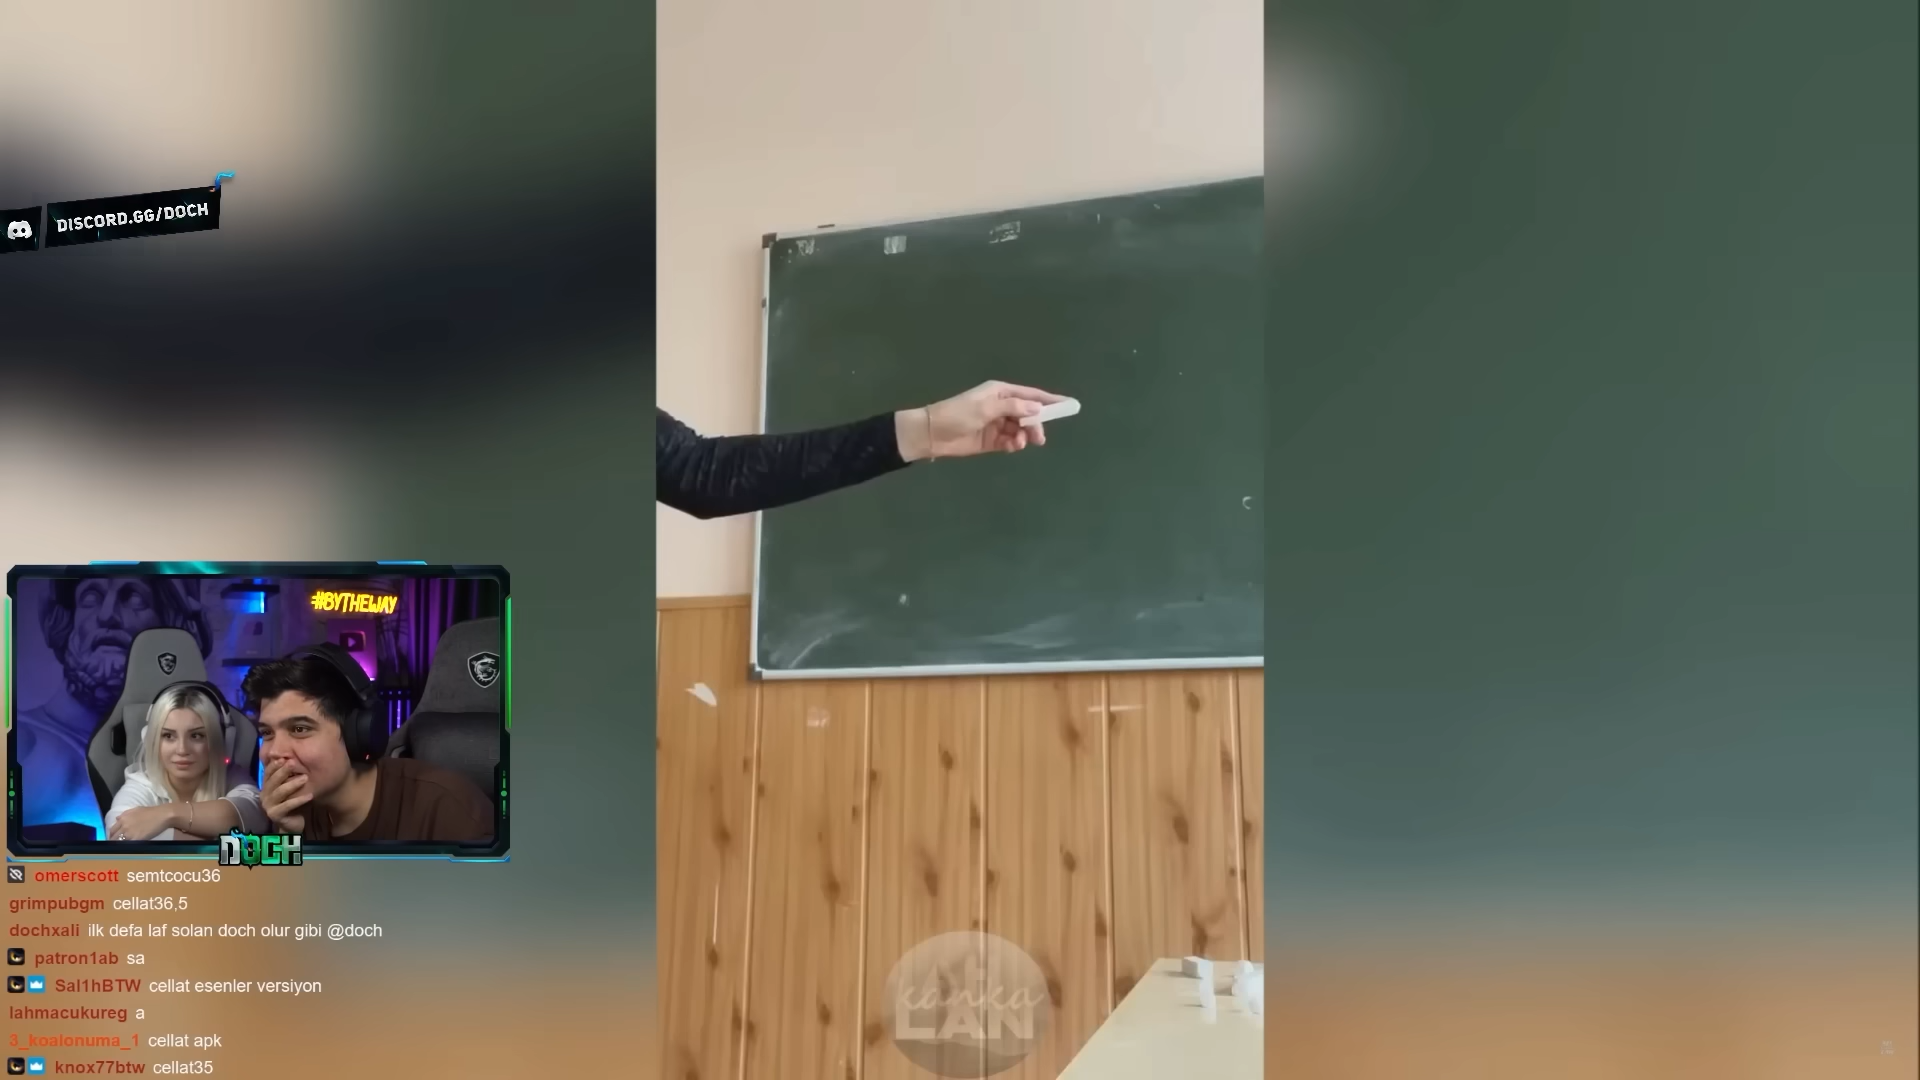 DISCORD.GG/DOCH
#BYTHEWAY
DOCH
omerscott semtcocu36
grimpubgm cellat36,5
dochxali ilk defa laf solan doch olur gibi @doch
patron1ab sa
Sal1hBTW cellat esenler versiyon
lahmacukureg a
3_koalonuma_1 cellat apk
knox77btw cellat35
kanka
LAN